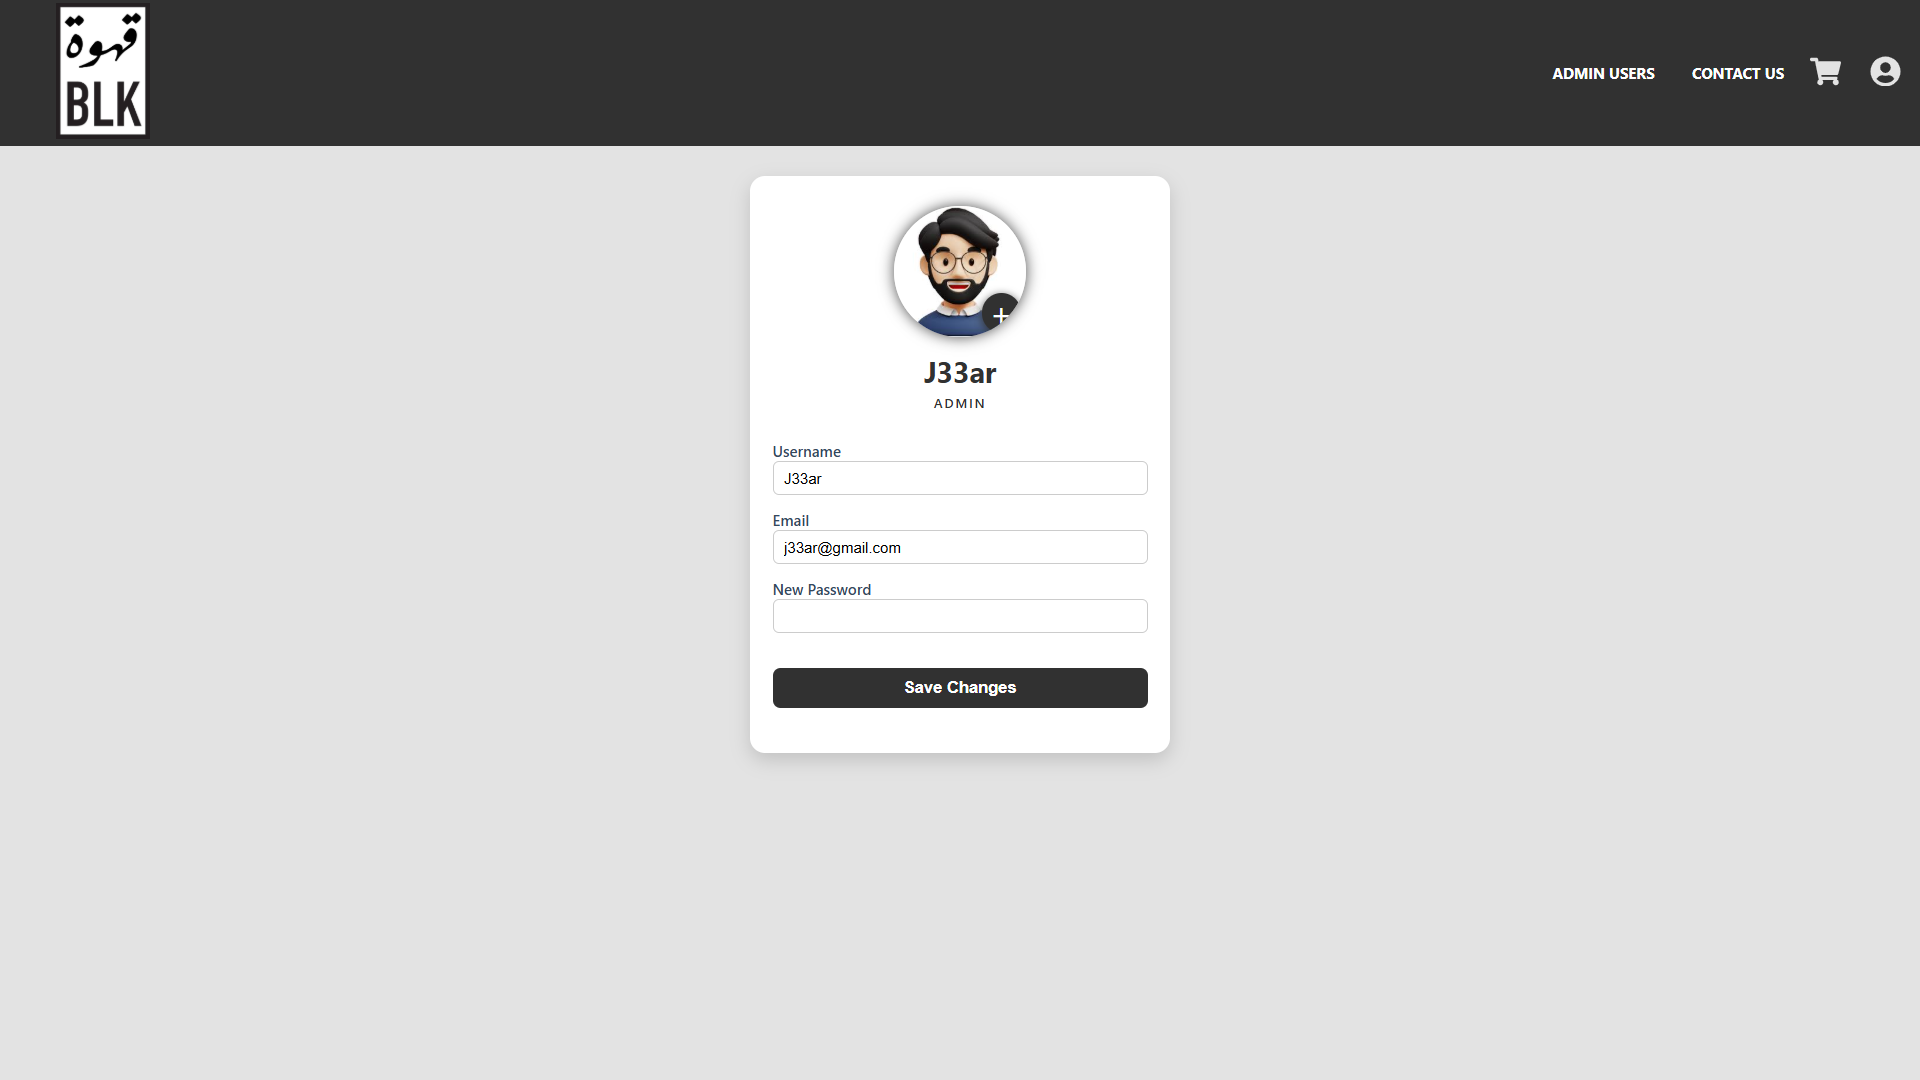 قهوة
BLK
ADMIN USERS
CONTACT US
J33ar
ADMIN
Username
J33ar
Email
j33ar@gmail.com
New Password
Save Changes